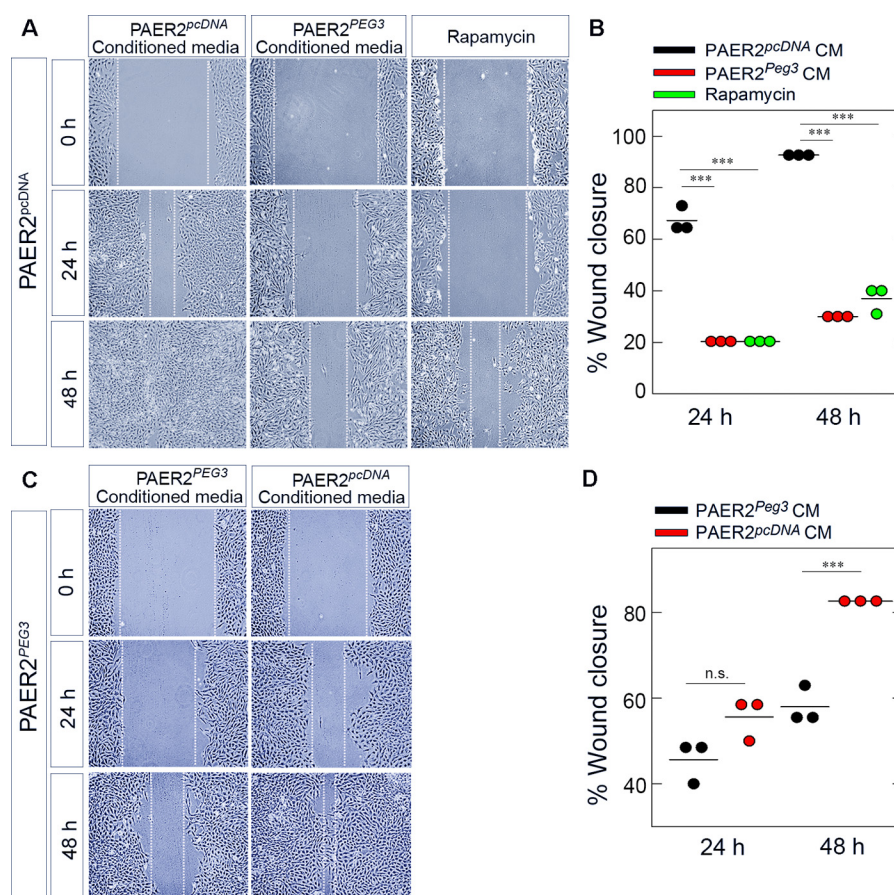 A
PAER2pcDNA
Conditioned media
PAER2PEG3
Conditioned media
Rapamycin
PAER2pcDNA
0 h
24 h
48 h
B
PAER2pcDNA CM
PAER2Peg3 CM
Rapamycin
% Wound closure
100
80
60
40
20
0
***
***
***
***
24 h
48 h
C
PAER2PEG3
Conditioned media
PAER2pcDNA
Conditioned media
PAER2PEG3
0 h
24 h
48 h
D
PAER2Peg3 CM
PAER2pcDNA CM
% Wound closure
80
60
40
n.s.
***
24 h
48 h